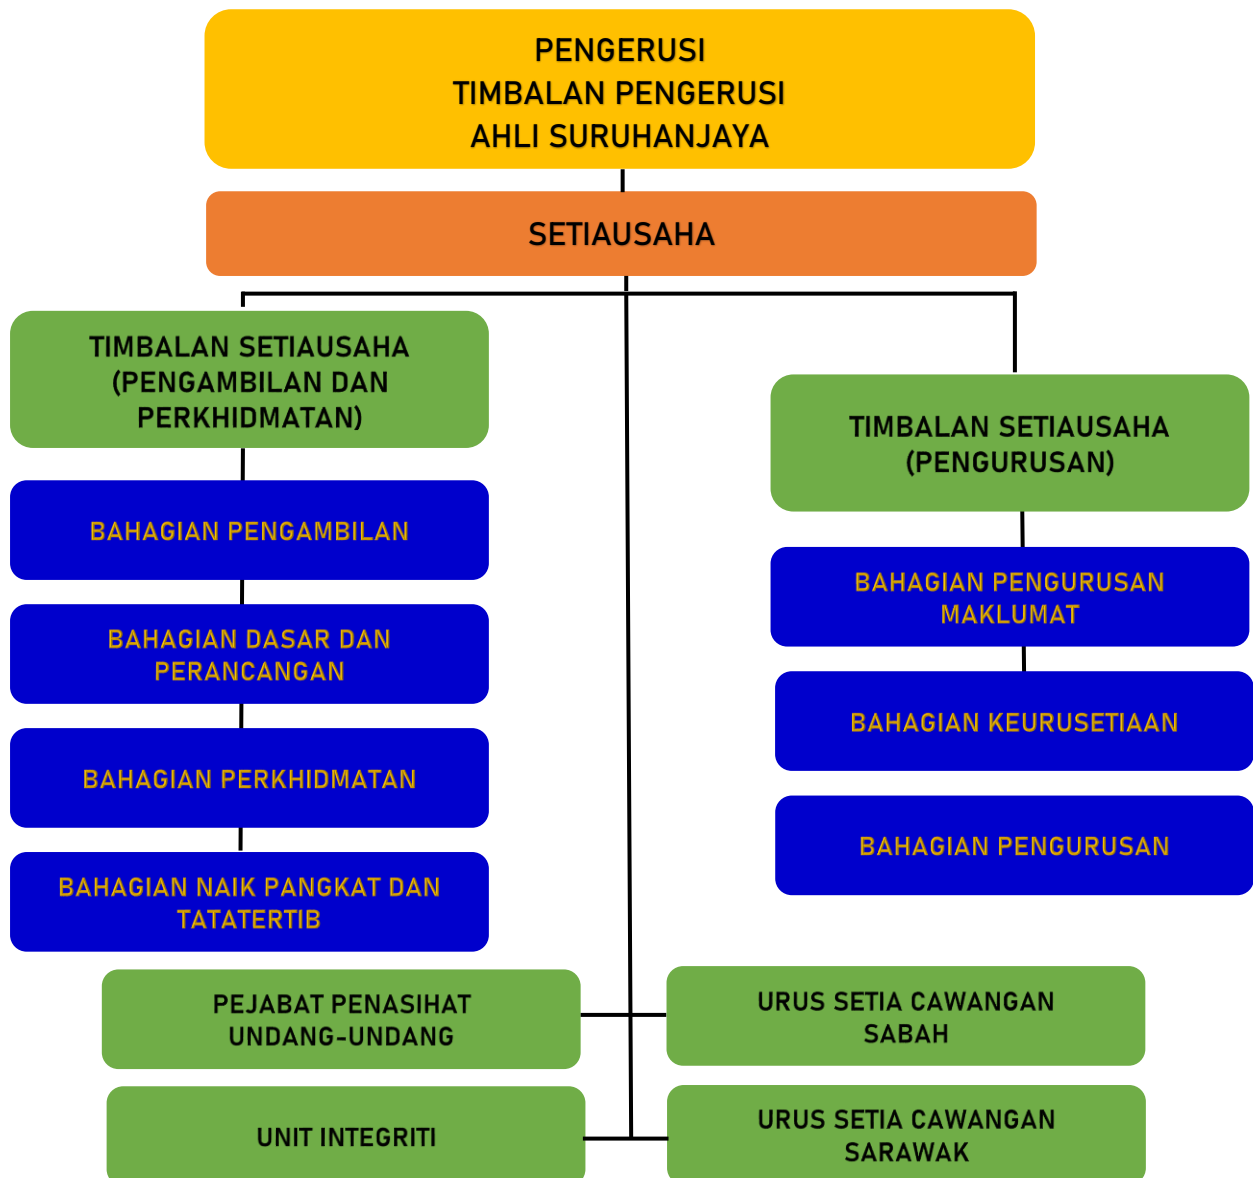 PENGERUSI
TIMBALAN PENGERUSI
AHLI SURUHANJAYA
SETIAUSAHA
TIMBALAN SETIAUSAHA
(PENGAMBILAN DAN
PERKHIDMATAN)
BAHAGIAN PENGAMBILAN
BAHAGIAN DASAR DAN
PERANCANGAN
BAHAGIAN PERKHIDMATAN
BAHAGIAN NAIK PANGKAT DAN
TATATERTIB
TIMBALAN SETIAUSAHA
(PENGURUSAN)
BAHAGIAN PENGURUSAN
MAKLUMAT
BAHAGIAN KEURUSETIAAN
BAHAGIAN PENGURUSAN
PEJABAT PENASIHAT
UNDANG-UNDANG
URUS SETIA CAWANGAN
SABAH
UNIT INTEGRITI
URUS SETIA CAWANGAN
SARAWAK